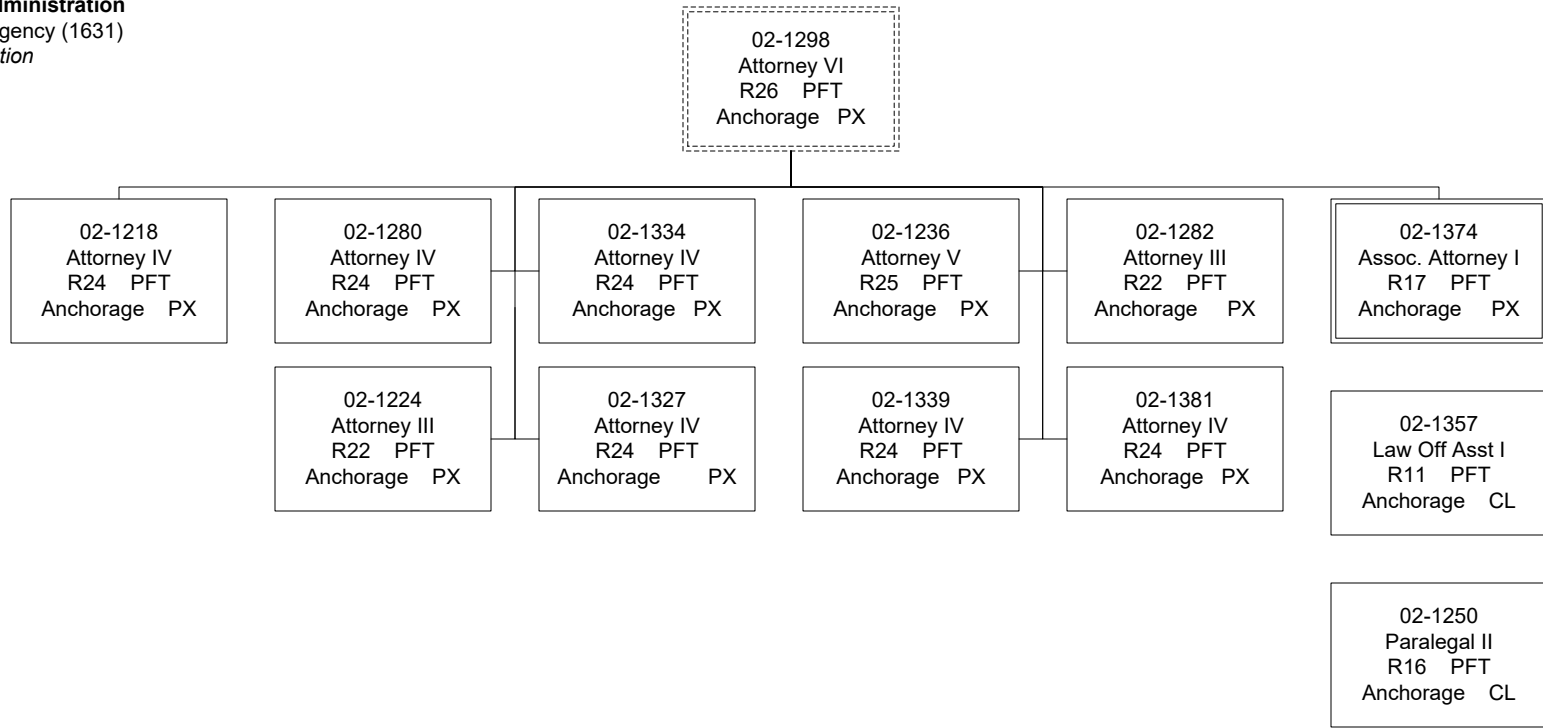 gency (1631)
02-1298
Attorney VI
R26 PFT
Anchorage PX
02-1218
Attorney IV
R24 PFT
Anchorage PX
02-1280
Attorney IV
R24 PFT
Anchorage PX
02-1334
Attorney IV
R24 PFT
Anchorage PX
02-1236
Attorney V
R25 PFT
Anchorage PX
02-1282
Attorney III
R22 PFT
Anchorage PX
02-1374
Assoc. Attorney I
R17 PFT
Anchorage PX
02-1224
Attorney III
R22 PFT
Anchorage PX
02-1327
Attorney IV
R24 PFT
Anchorage PX
02-1339
Attorney IV
R24 PFT
Anchorage PX
02-1381
Attorney IV
R24 PFT
Anchorage PX
02-1357
Law Off Asst I
R11 PFT
Anchorage CL
02-1250
Paralegal II
R16 PFT
Anchorage CL